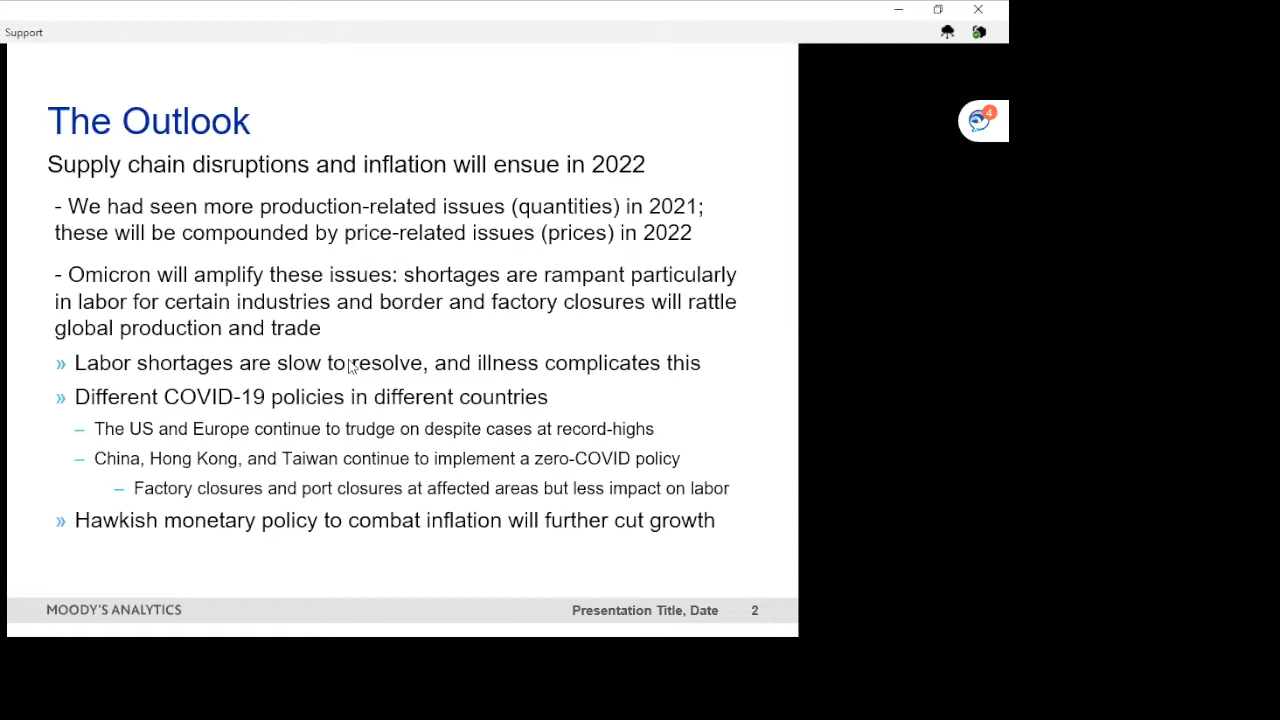 Support
4
The Outlook
Supply chain disruptions and inflation will ensue in 2022
- We had seen more production-related issues (quantities) in 2021;
these will be compounded by price-related issues (prices) in 2022
- Omicron will amplify these issues: shortages are rampant particularly
in labor for certain industries and border and factory closures will rattle
global production and trade
» Labor shortages are slow to resolve, and illness complicates this
» Different COVID-19 policies in different countries
– The US and Europe continue to trudge on despite cases at record-highs
– China, Hong Kong, and Taiwan continue to implement a zero-COVID policy
– Factory closures and port closures at affected areas but less impact on labor
» Hawkish monetary policy to combat inflation will further cut growth
MOODY'S ANALYTICS Presentation Title, Date 2